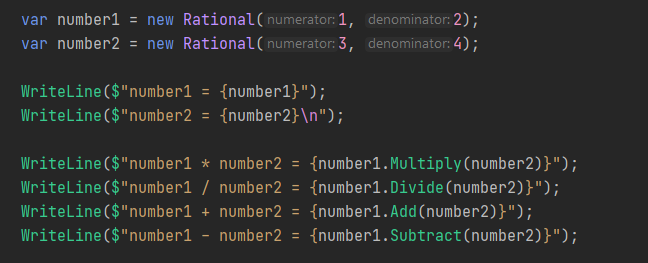 var number1 = new Rational( numerator: 1, denominator: 2);
var number2 = new Rational( numerator: 3, denominator: 4);
WriteLine($"number1 = {number1}");
WriteLine($"number2 = {number2}\n");
WriteLine($"number1 * number2 = {number1.Multiply(number2)}");
WriteLine($"number1 / number2 = {number1.Divide(number2)}");
WriteLine($"number1 + number2 = {number1.Add(number2)}");
WriteLine($"number1 - number2 = {number1.Subtract(number2)}");